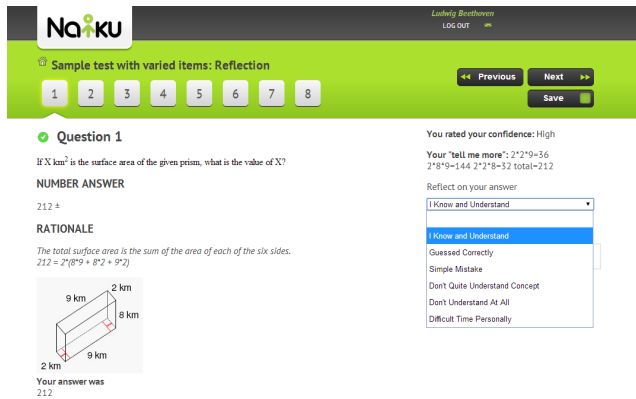 Naiku
Ludwig Beethoven
LOG OUT
Sample test with varied items: Reflection
Previous
Next
Save
1 2 3 4 5 6 7 8
Question 1
If X km² is the surface area of the given prism, what is the value of X?
NUMBER ANSWER
212 ±
RATIONALE
The total surface area is the sum of the area of each of the six sides.
212 = 2*(8*9 + 8*2 + 9*2)
2 km
9 km
8 km
9 km
2 km
Your answer was
212
You rated your confidence: High
Your "tell me more": 2*2*9=36
2*8*9=144 2*2*8=32 total=212
Reflect on your answer
I Know and Understand
I Know and Understand
Guessed Correctly
Simple Mistake
Don't Quite Understand Concept
Don't Understand At All
Difficult Time Personally